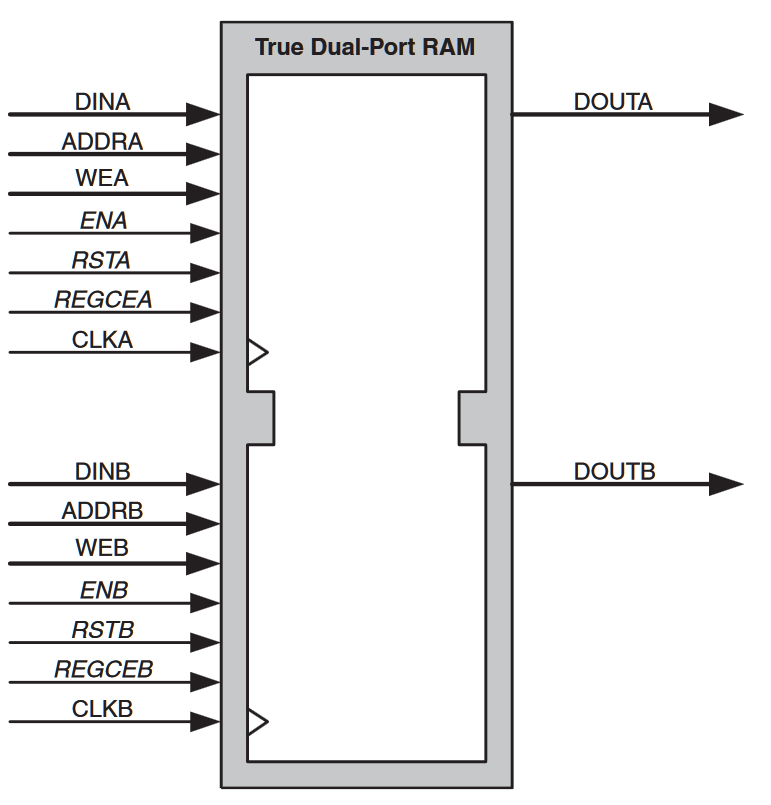 True Dual-Port RAM
DINA
ADDRA
WEA
ENA
RSTA
REGCEA
CLKA
DOUTA
DINB
ADDRB
WEB
ENB
RSTB
REGCEB
CLKB
DOUTB